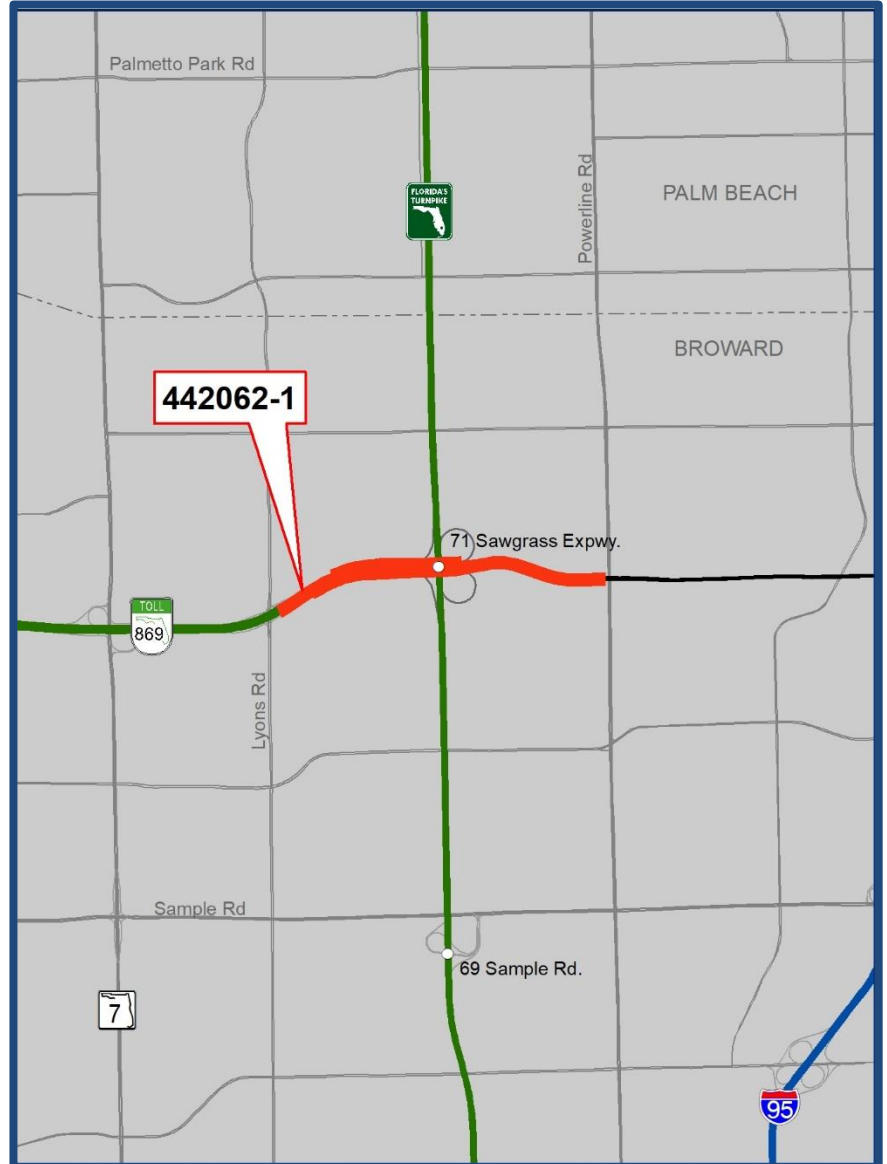 Palmetto Park Rd
FLORIDA'S
TURNPIKE
Powerline Rd
PALM BEACH
BROWARD
442062-1
71 Sawgrass Expwy.
TOLL
869
Lyons Rd
Sample Rd
69 Sample Rd.
7
95